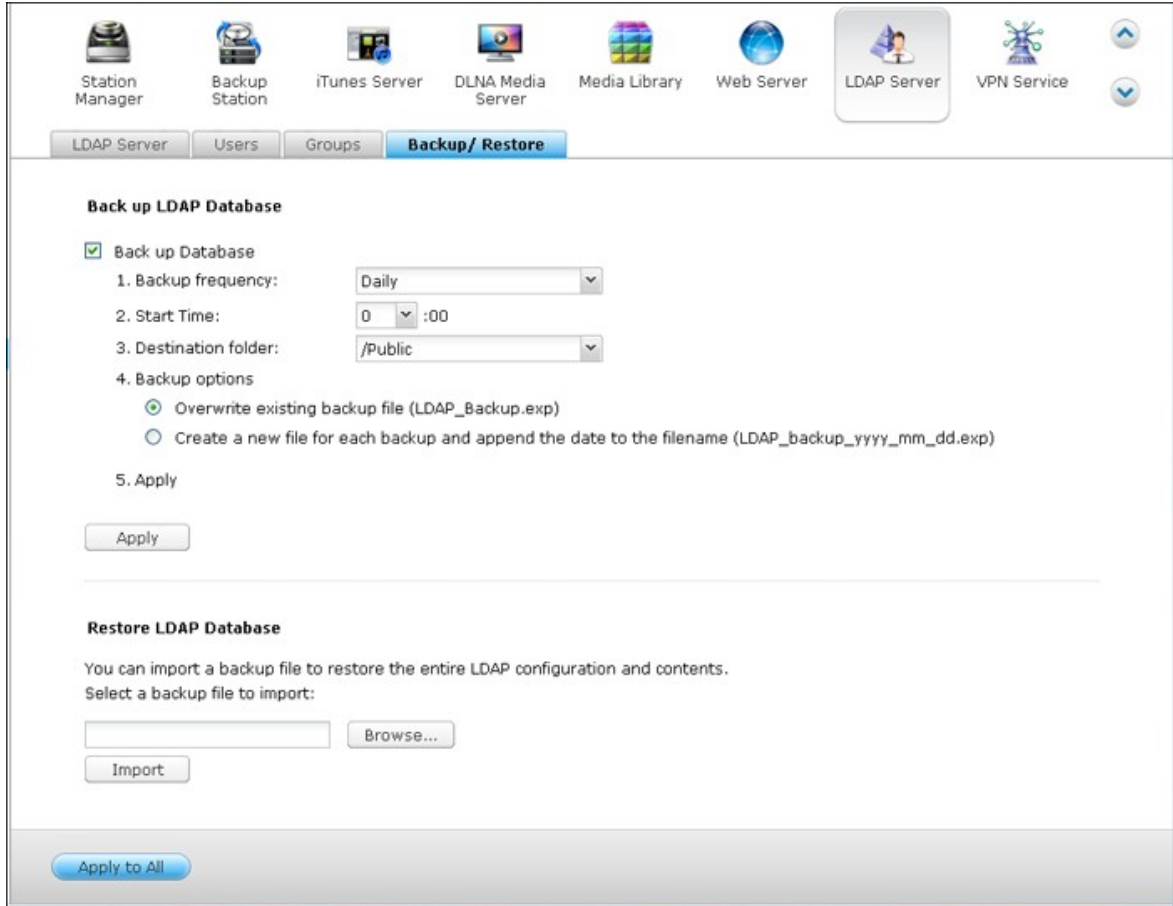 Station Manager
Backup Station
iTunes Server
DLNA Media Server
Media Library
Web Server
LDAP Server
VPN Service
LDAP Server
Users
Groups
Backup/ Restore
Back up LDAP Database
Back up Database
1. Backup frequency: Daily
2. Start Time: 0 :00
3. Destination folder: /Public
4. Backup options
Overwrite existing backup file (LDAP_Backup.exp)
Create a new file for each backup and append the date to the filename (LDAP_backup_yyyy_mm_dd.exp)
5. Apply
Apply
Restore LDAP Database
You can import a backup file to restore the entire LDAP configuration and contents.
Select a backup file to import:
Browse...
Import
Apply to All